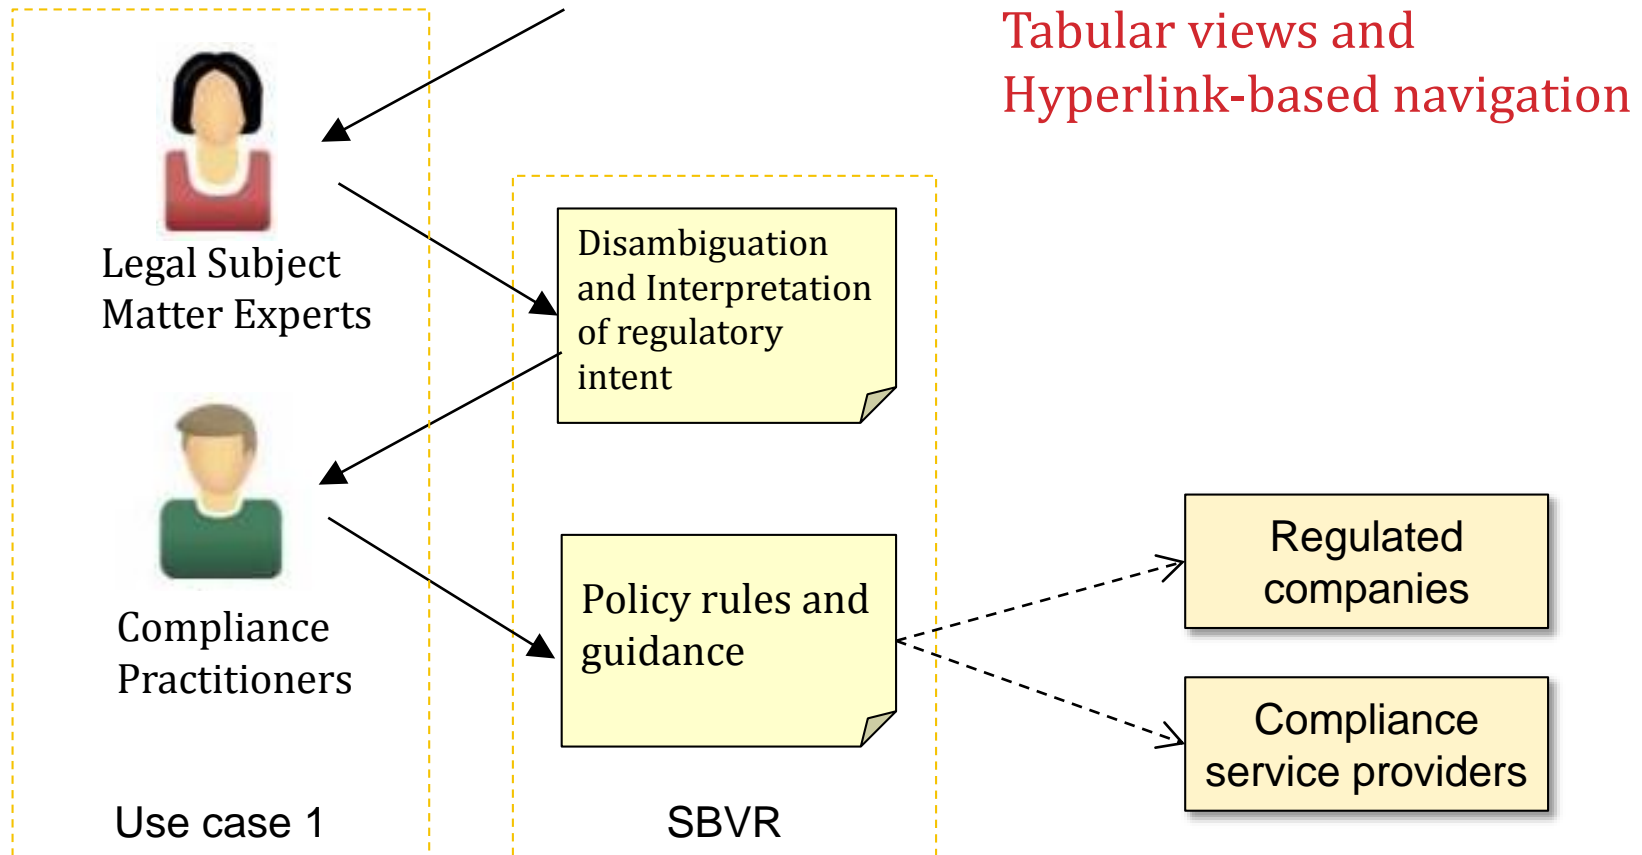 Tabular views and
Hyperlink-based navigation
Legal Subject
Matter Experts
Disambiguation
and Interpretation
of regulatory
intent
Compliance
Practitioners
Policy rules and
guidance
Regulated
companies
Compliance
service providers
Use case 1
SBVR